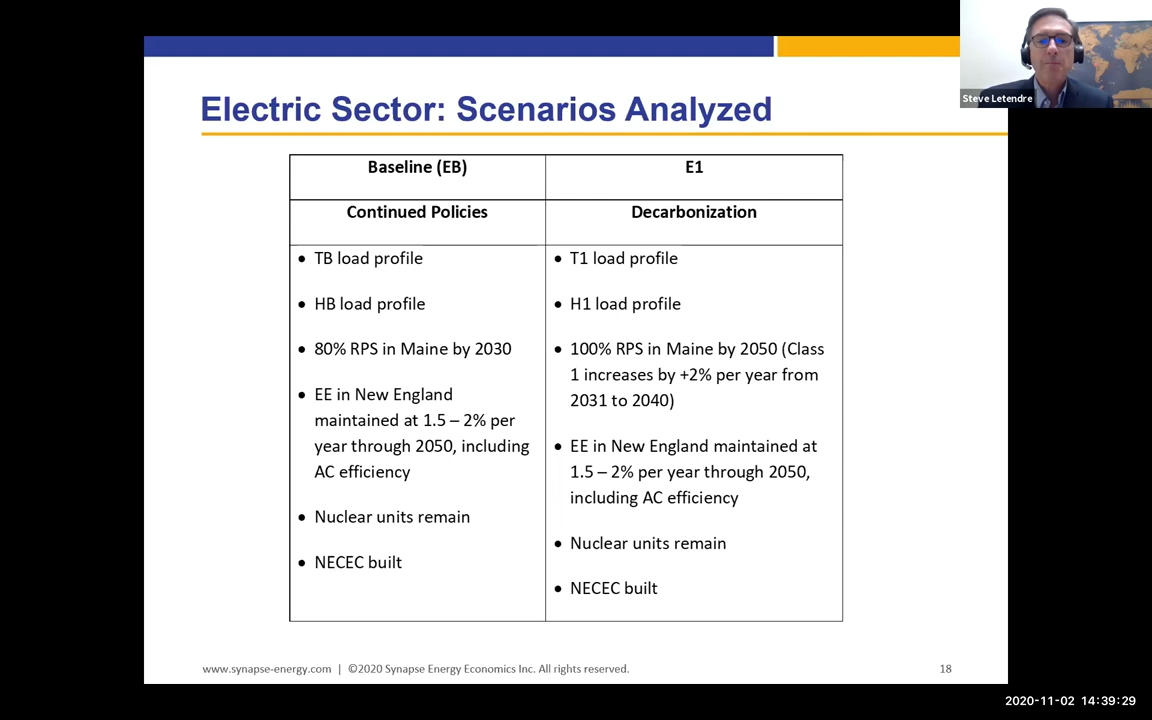 Steve Letendre
Electric Sector: Scenarios Analyzed
Baseline (EB)
E1
Continued Policies
Decarbonization
• TB load profile
• HB load profile
• 80% RPS in Maine by 2030
• EE in New England
maintained at 1.5 – 2% per
year through 2050, including
AC efficiency
• Nuclear units remain
• NECEC built
• T1 load profile
• H1 load profile
• 100% RPS in Maine by 2050 (Class
1 increases by +2% per year from
2031 to 2040)
• EE in New England maintained at
1.5 – 2% per year through 2050,
including AC efficiency
• Nuclear units remain
• NECEC built
www.synapse-energy.com | ©2020 Synapse Energy Economics Inc. All rights reserved.
18
2020-11-02 14:39:29